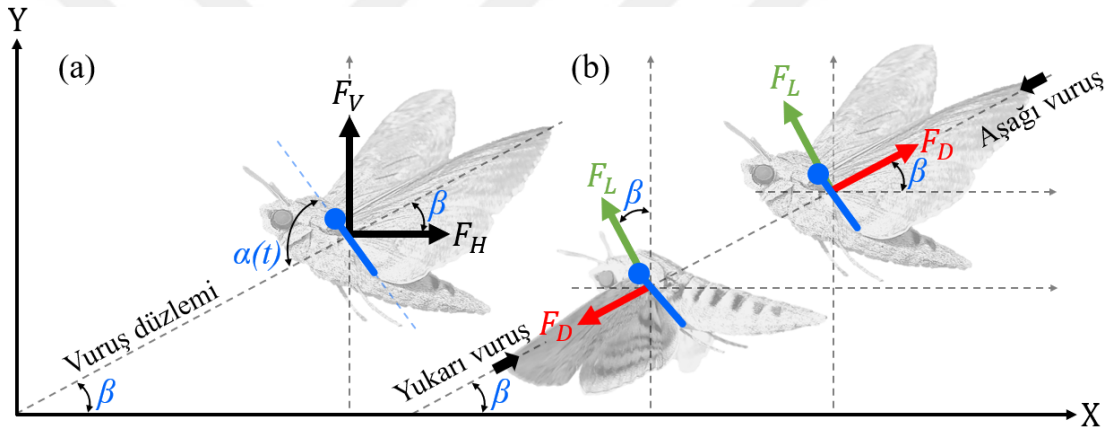 Y
(a)
F_V
β
F_H
α(t)
Vuruş düzlemi
β
(b)
F_L
Aşağı vuruş
F_D
β
F_L
β
F_D
Yukarı vuruş
β
X